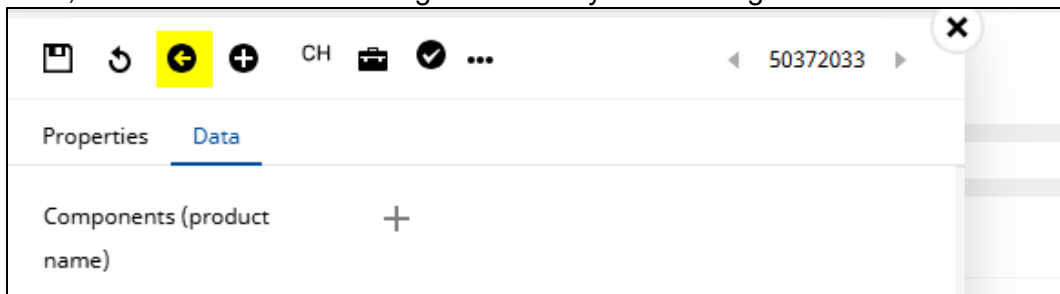 CH
50372033
Properties Data
Components (product
name)